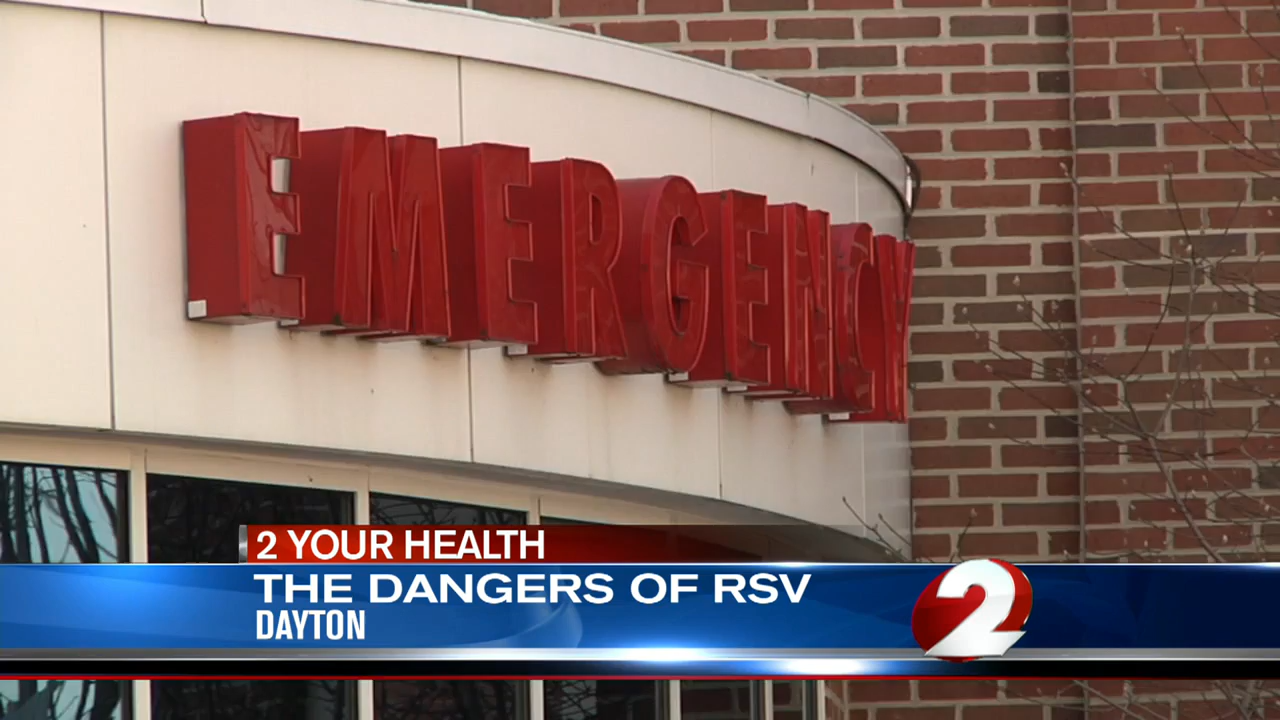 EMERGENCY
2 YOUR HEALTH
THE DANGERS OF RSV
DAYTON
2